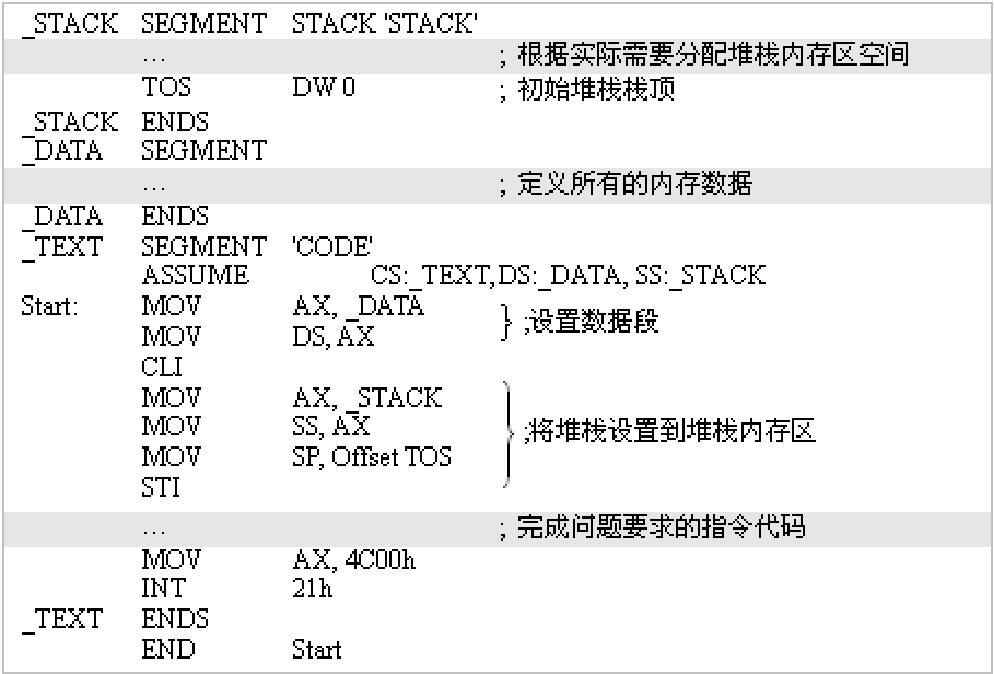 _STACK SEGMENT STACK 'STACK'
... ; 根据实际需要分配堆栈内存区空间
TOS DW 0 ; 初始堆栈栈顶
_STACK ENDS
_DATA SEGMENT
... ; 定义所有的内存数据
_DATA ENDS
_TEXT SEGMENT 'CODE'
ASSUME CS:_TEXT, DS:_DATA, SS:_STACK
Start: MOV AX, _DATA
MOV DS, AX
} ;设置数据段
CLI
MOV AX, _STACK
MOV SS, AX
} ;将堆栈设置到堆栈内存区
MOV SP, Offset TOS
STI
... ; 完成问题要求的指令代码
MOV AX, 4C00h
INT 21h
_TEXT ENDS
END Start